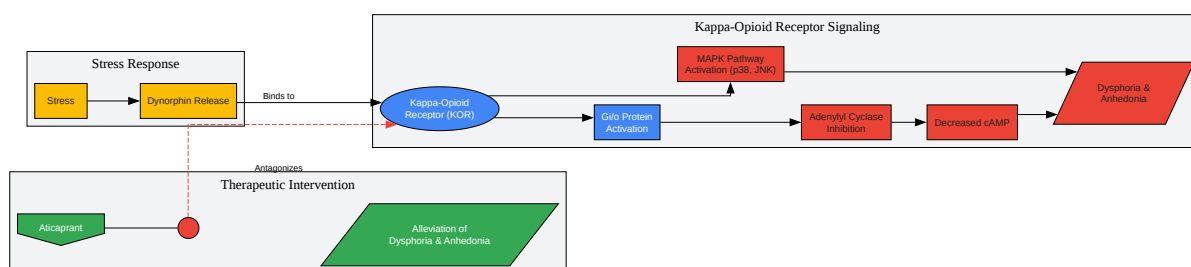 Kappa-Opioid Receptor Signaling
Stress Response
MAPK Pathway
Activation (p38, JNK)
Stress
Dynorphin Release
Binds to
Kappa-Opioid
Receptor (KOR)
Dysphoria &
Anhedonia
Gi/o Protein
Activation
Adenylyl Cyclase
Inhibition
Decreased cAMP
Antagonizes
Therapeutic Intervention
Aticaprant
Alleviation of
Dysphoria & Anhedonia